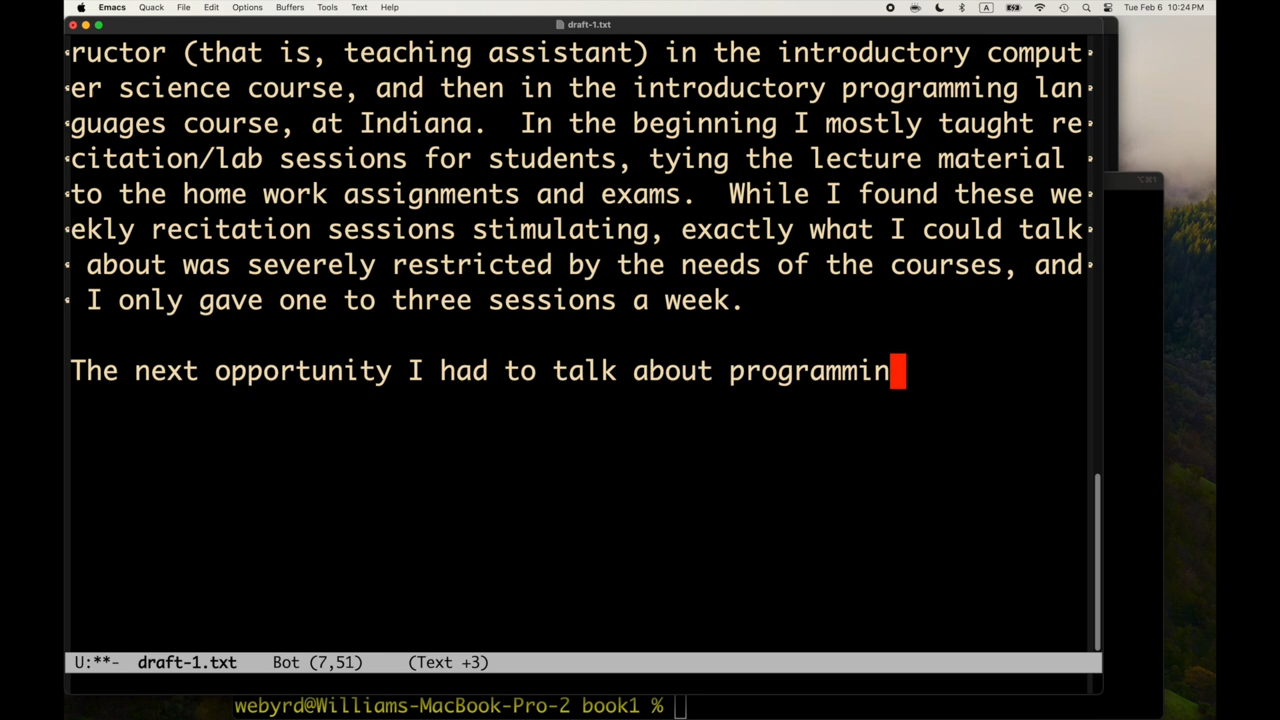 Emacs Quack File Edit Options Buffers Tools Text Help A Tue Feb 6 10:24 PM
draft-1.txt
ructor (that is, teaching assistant) in the introductory comput
er science course, and then in the introductory programming lan
guages course, at Indiana.  In the beginning I mostly taught re
citation/lab sessions for students, tying the lecture material
to the home work assignments and exams.  While I found these we
ekly recitation sessions stimulating, exactly what I could talk
 about was severely restricted by the needs of the courses, and
 I only gave one to three sessions a week.
The next opportunity I had to talk about programmin
U:**-  draft-1.txt    Bot (7,51)    (Text +3)
webyrd@Williams-MacBook-Pro-2 book1 %